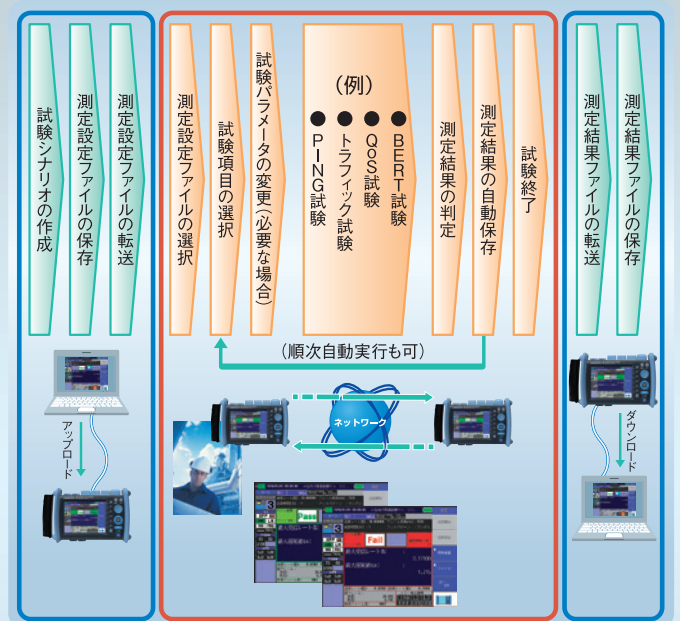 試験シナリオの作成
測定設定ファイルの保存
測定設定ファイルの転送
アップロード
測定設定ファイルの選択
試験項目の選択
試験パラメータの変更(必要な場合)
(例)
●PING試験
●トラフィック試験
●QoS試験
●BERT試験
測定結果の判定
測定結果の自動保存
試験終了
(順次自動実行も可)
ネットワーク
Pass
Fail
測定結果ファイルの転送
測定結果ファイルの保存
ダウンロード